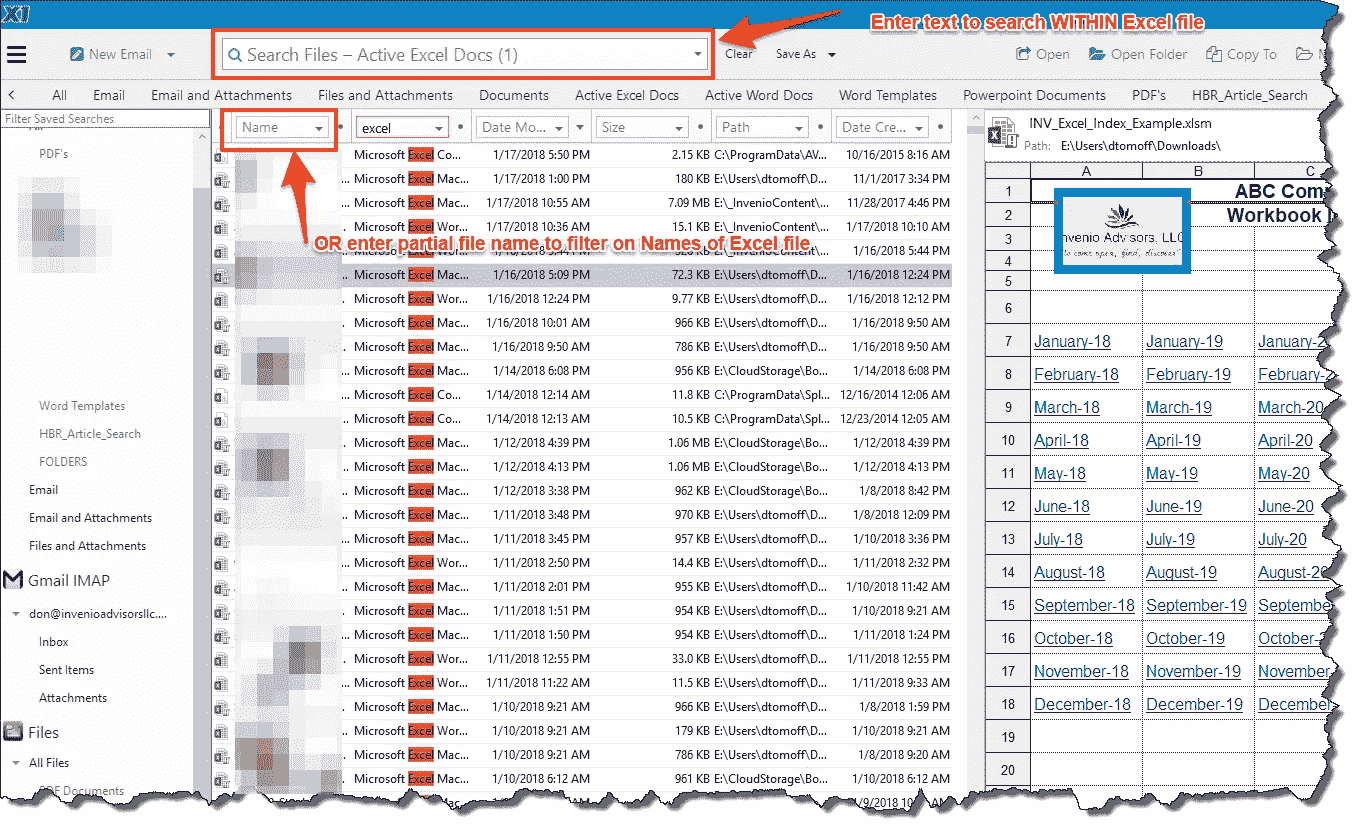 X1
Enter text to search WITHIN Excel file
New Email
Search Files – Active Excel Docs (1)
Clear
Save As
Open
Open Folder
Copy To
All Email Email and Attachments Files and Attachments Documents Active Excel Docs Active Word Docs Word Templates Powerpoint Documents PDF's HBR_Article_Search
Filter Saved Searches
Name excel Date Mo... Size Path Date Cre...
INV_Excel_Index_Example.xlsm
Path: E:\Users\dtomoff\Downloads\
All
PDF's
Word Templates
HBR_Article_Search
FOLDERS
Email
Email and Attachments
Files and Attachments
Gmail IMAP
don@invenioadvisorsllc....
Inbox
Sent Items
Attachments
Files
All Files
PDF Documents
OR enter partial file name to filter on Names of Excel file
Microsoft Excel Co... 1/17/2018 5:50 PM 2.15 KB C:\ProgramData\AV... 10/16/2015 8:16 AM
... Microsoft Excel Mac... 1/17/2018 1:00 PM 180 KB E:\Users\dtomoff\D... 11/1/2017 3:34 PM
... Microsoft Excel Mac... 1/17/2018 10:55 AM 7.09 MB E:\_InvenioContent\... 11/28/2017 4:46 PM
Microsoft Excel Wor... 1/17/2018 10:36 AM 15.1 KB E:\_InvenioContent\... 1/17/2018 10:10 AM
1/16/2018 5:44 PM
... Microsoft Excel Mac... 1/16/2018 5:09 PM 72.3 KB E:\Users\dtomoff\D... 1/16/2018 12:24 PM
. Microsoft Excel Wor... 1/16/2018 12:24 PM 9.77 KB E:\Users\dtomoff\D... 1/16/2018 12:12 PM
. Microsoft Excel Mac... 1/16/2018 10:01 AM 966 KB E:\Users\dtomoff\D... 1/16/2018 9:50 AM
. Microsoft Excel Mac... 1/16/2018 9:50 AM 786 KB E:\Users\dtomoff\D... 1/16/2018 9:50 AM
. Microsoft Excel Mac... 1/14/2018 6:08 PM 956 KB E:\CloudStorage\Bo... 1/14/2018 6:08 PM
Microsoft Excel Co... 1/14/2018 12:14 AM 11.8 KB C:\ProgramData\Spl... 12/16/2014 12:06 AM
Microsoft Excel Co... 1/14/2018 12:13 AM 10.5 KB C:\ProgramData\Spl... 12/23/2014 12:05 AM
. Microsoft Excel Mac... 1/12/2018 4:39 PM 1.06 MB E:\CloudStorage\Bo... 1/12/2018 4:39 PM
. Microsoft Excel Mac... 1/12/2018 4:13 PM 1.06 MB E:\CloudStorage\Bo... 1/12/2018 4:13 PM
... Microsoft Excel Mac... 1/12/2018 3:38 PM 962 KB E:\CloudStorage\Bo... 1/8/2018 8:42 PM
. Microsoft Excel Mac... 1/11/2018 3:48 PM 970 KB E:\Users\dtomoff\D... 1/8/2018 12:09 PM
. Microsoft Excel Mac... 1/11/2018 3:45 PM 957 KB E:\Users\dtomoff\D... 1/10/2018 3:36 PM
... Microsoft Excel Mac... 1/11/2018 2:50 PM 14.4 KB E:\Users\dtomoff\D... 1/11/2018 2:32 PM
. Microsoft Excel Mac... 1/11/2018 2:01 PM 955 KB E:\Users\dtomoff\D... 1/10/2018 11:42 AM
. Microsoft Excel Mac... 1/11/2018 1:51 PM 954 KB E:\Users\dtomoff\D... 1/10/2018 9:21 AM
. Microsoft Excel Mac... 1/11/2018 1:50 PM 954 KB E:\Users\dtomoff\D... 1/11/2018 1:24 PM
. Microsoft Excel Wor... 1/11/2018 12:55 PM 33.0 KB E:\Users\dtomoff\D... 1/11/2018 12:55 PM
... Microsoft Excel Wor... 1/11/2018 11:22 AM 11.5 KB E:\Users\dtomoff\D... 1/11/2018 9:33 AM
. Microsoft Excel Mac... 1/10/2018 9:21 AM 966 KB E:\Users\dtomoff\D... 1/8/2018 1:59 PM
. Microsoft Excel Wor... 1/10/2018 9:21 AM 179 KB E:\Users\dtomoff\D... 1/10/2018 9:21 AM
. Microsoft Excel Mac... 1/10/2018 9:21 AM 786 KB E:\Users\dtomoff\D... 1/8/2018 9:20 AM
Microsoft Excel Mac... 1/10/2018 6:12 AM 961 KB E:\CloudStorage\Bo... 1/10/2018 6:12 AM
A B C
1 ABC Com
2 Workbook
Invenio Advisors, LLC
to come upon, find, discover
3
4
5
6
7 January-18 January-19 January-2
8 February-18 February-19 February-
9 March-18 March-19 March-20
10 April-18 April-19 April-20
11 May-18 May-19 May-20
12 June-18 June-19 June-20
13 July-18 July-19 July-20
14 August-18 August-19 August-20
15 September-18 September-19 Septembe
16 October-18 October-19 October-
17 November-18 November-19 November
18 December-18 December-19 December
19
20